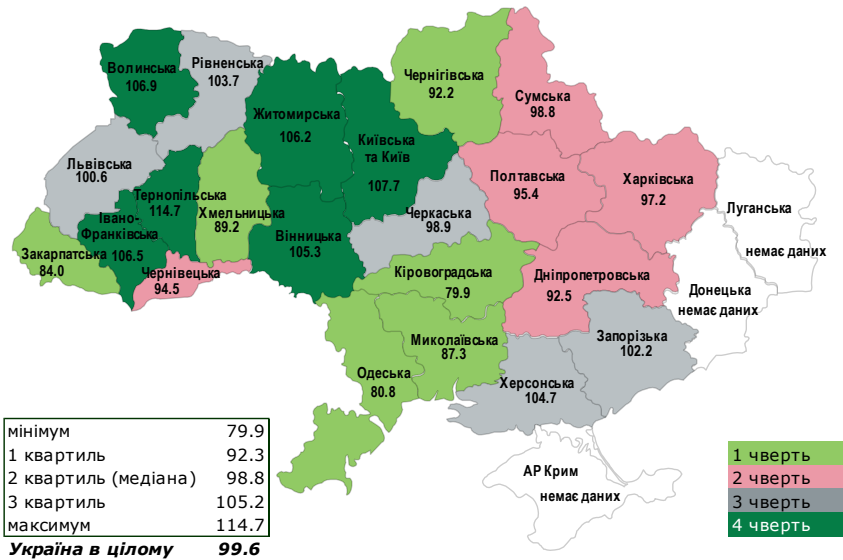 Волинська
106.9
Рівненська
103.7
Житомирська
106.2
Київська
та Київ
107.7
Чернігівська
92.2
Сумська
98.8
Львівська
100.6
Тернопільська
114.7
Хмельницька
89.2
Вінницька
105.3
Черкаська
98.9
Полтавська
95.4
Харківська
97.2
Луганська
немає даних
Івано-
Франківська
106.5
Закарпатська
84.0
Чернівецька
94.5
Кіровоградська
79.9
Дніпропетровська
92.5
Донецька
немає даних
Миколаївська
87.3
Одеська
80.8
Запорізька
102.2
Херсонська
104.7
АР Крим
немає даних
мінімум 79.9
1 квартиль 92.3
2 квартиль (медіана) 98.8
3 квартиль 105.2
максимум 114.7
Україна в цілому 99.6
1 чверть
2 чверть
3 чверть
4 чверть